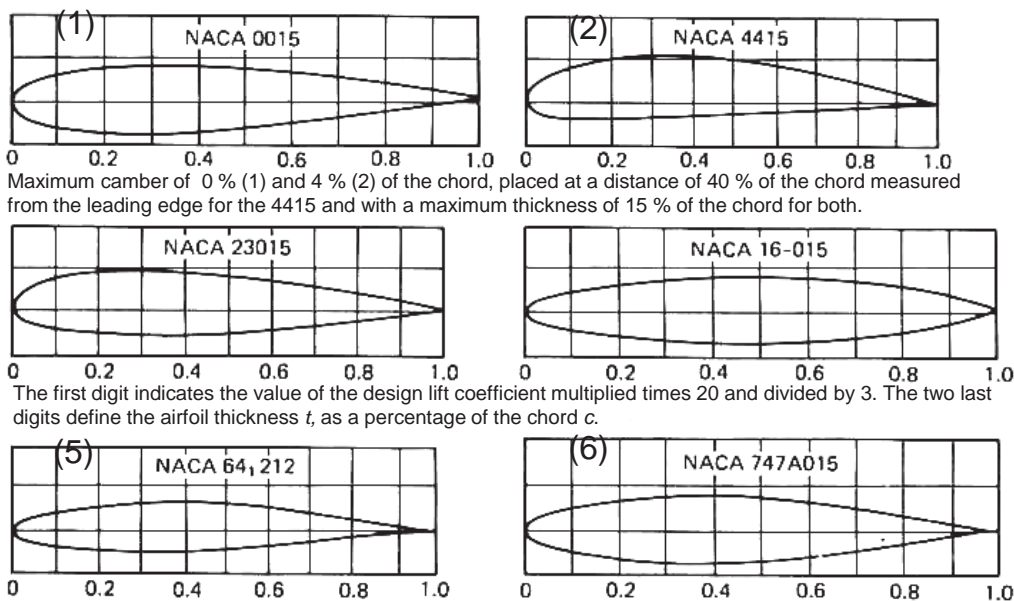 (1) (2)
NACA 0015 NACA 4415
0 0.2 0.4 0.6 0.8 1.0 0 0.2 0.4 0.6 0.8 1.0
Maximum camber of 0 % (1) and 4 % (2) of the chord, placed at a distance of 40 % of the chord measured
from the leading edge for the 4415 and with a maximum thickness of 15 % of the chord for both.
NACA 23015 NACA 16-015
0 0.2 0.4 0.6 0.8 1.0 0 0.2 0.4 0.6 0.8 1.0
The first digit indicates the value of the design lift coefficient multiplied times 20 and divided by 3. The two last
digits define the airfoil thickness t, as a percentage of the chord c.
(5) (6)
NACA 64₁ 212 NACA 747A015
0 0.2 0.4 0.6 0.8 1.0 0 0.2 0.4 0.6 0.8 1.0